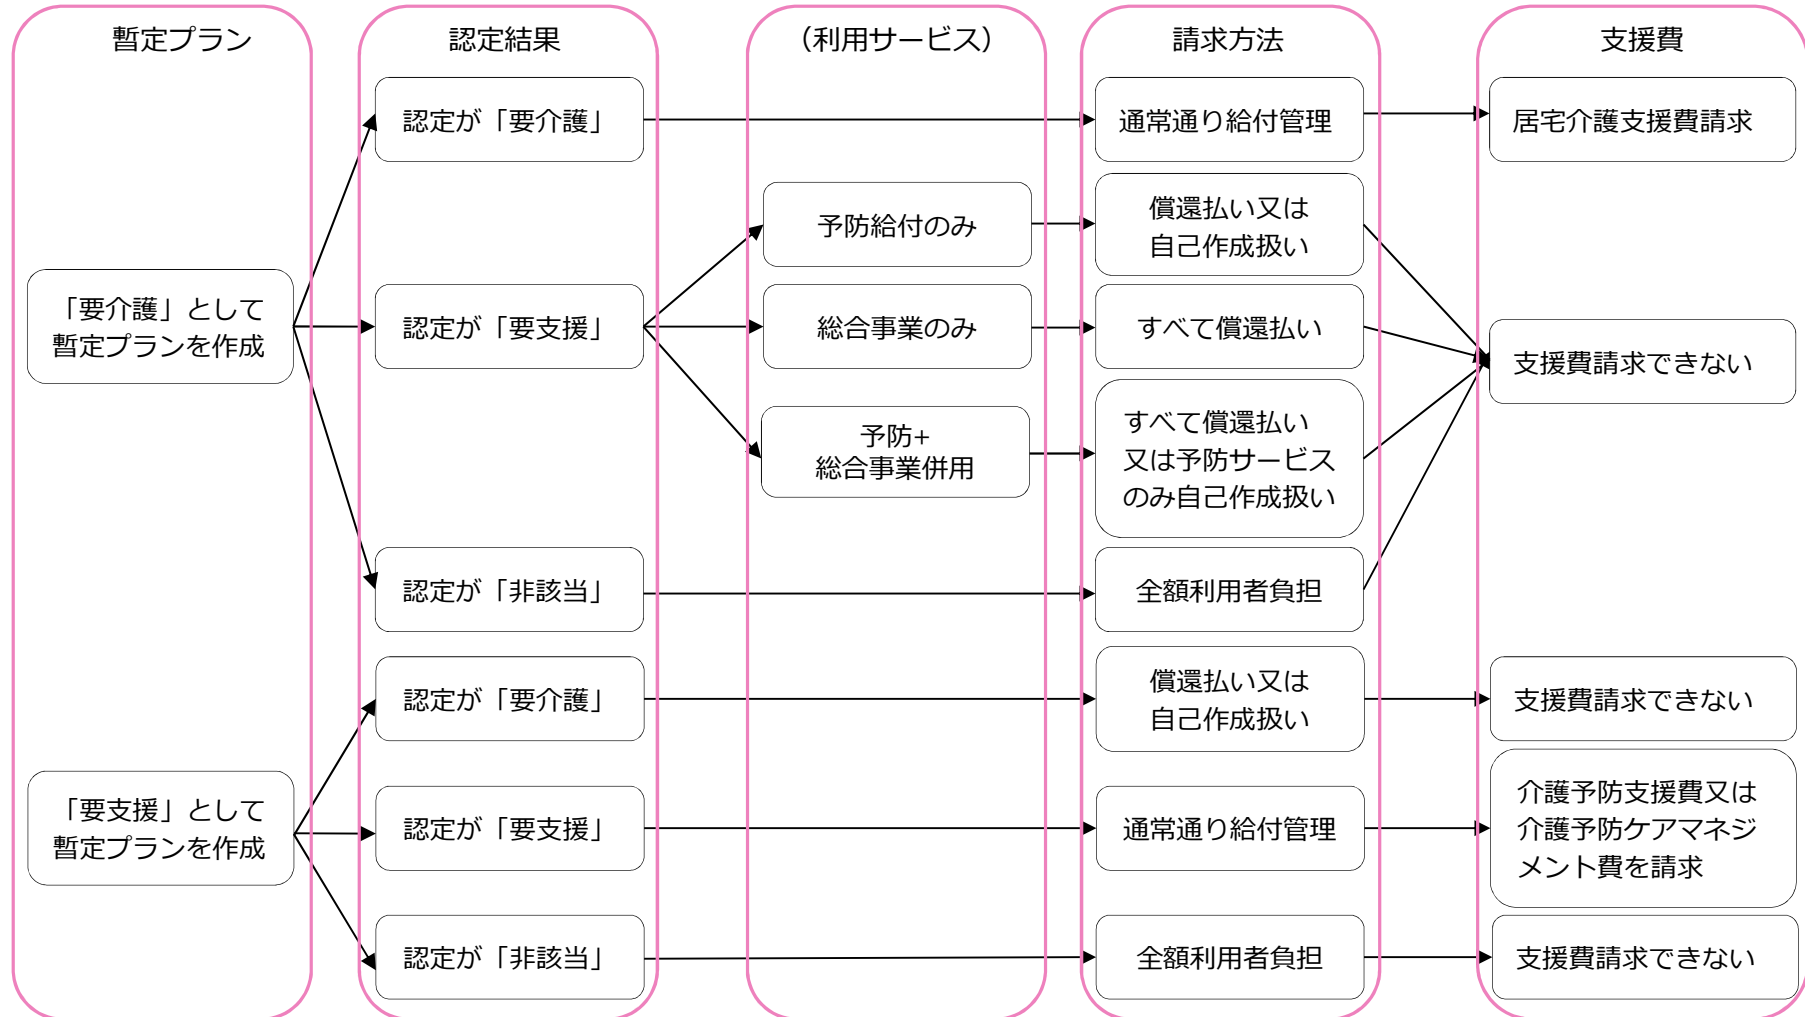 暫定プラン
認定結果
（利用サービス）
請求方法
支援費
認定が「要介護」
通常通り給付管理
居宅介護支援費請求
予防給付のみ
償還払い又は
自己作成扱い
「要介護」として
暫定プランを作成
認定が「要支援」
総合事業のみ
すべて償還払い
支援費請求できない
予防+
総合事業併用
すべて償還払い
又は予防サービス
のみ自己作成扱い
認定が「非該当」
全額利用者負担
認定が「要介護」
償還払い又は
自己作成扱い
支援費請求できない
「要支援」として
暫定プランを作成
認定が「要支援」
通常通り給付管理
介護予防支援費又は
介護予防ケアマネジ
メント費を請求
認定が「非該当」
全額利用者負担
支援費請求できない